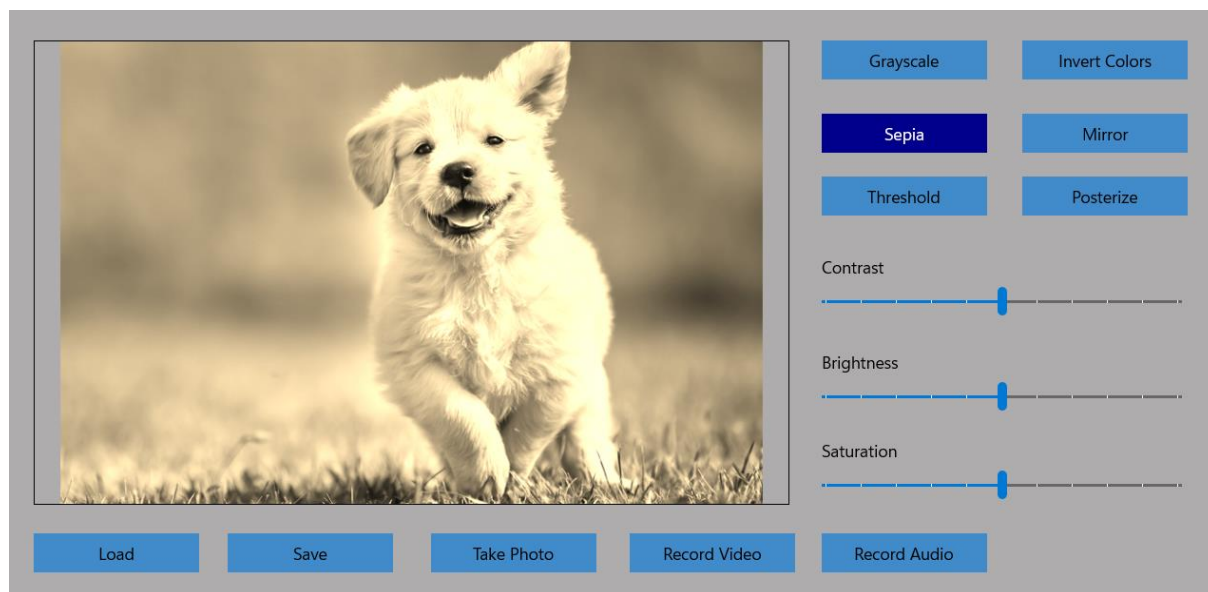 Grayscale
Invert Colors
Sepia
Mirror
Threshold
Posterize
Contrast
Brightness
Saturation
Load
Save
Take Photo
Record Video
Record Audio